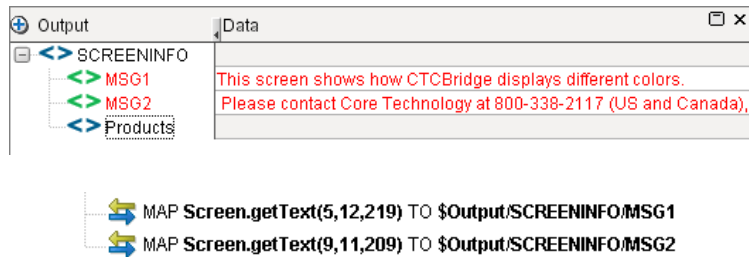 Output Data
SCREENINFO
MSG1 This screen shows how CTCBridge displays different colors.
MSG2 Please contact Core Technology at 800-338-2117 (US and Canada),
Products
MAP Screen.getText(5,12,219) TO $Output/SCREENINFO/MSG1
MAP Screen.getText(9,11,209) TO $Output/SCREENINFO/MSG2